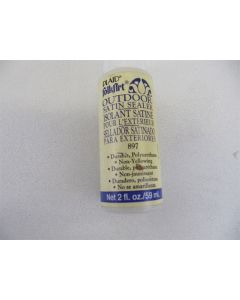 PLAID
FolkArt
OUTDOOR
SATIN SEALER
ISOLANT SATINÉ
POUR L'EXTÉRIEUR
SELLADOR SATINADO
PARA EXTERIORES
897
• Durable, Polyurethane
• Non-Yellowing
• Durable, polyuréthane
• Non-jaunissant
• Duradero, poliuretano
• No se amarillenta
Net 2 fl. oz./59 ml.